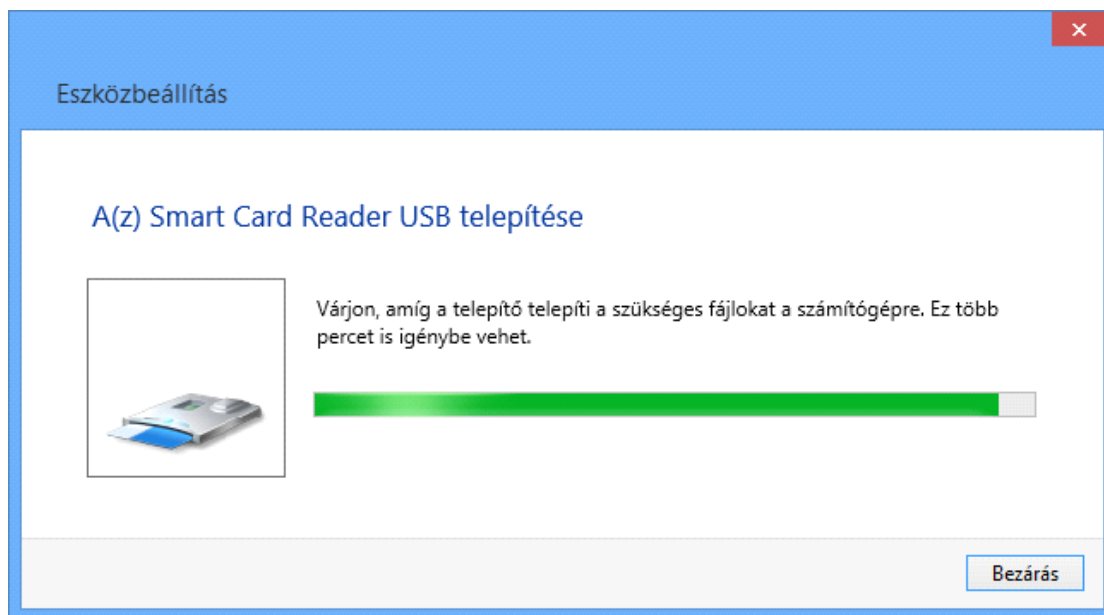 Eszközbeállítás
A(z) Smart Card Reader USB telepítése
Várjon, amíg a telepítő telepíti a szükséges fájlokat a számítógépre. Ez több
percet is igénybe vehet.
Bezárás